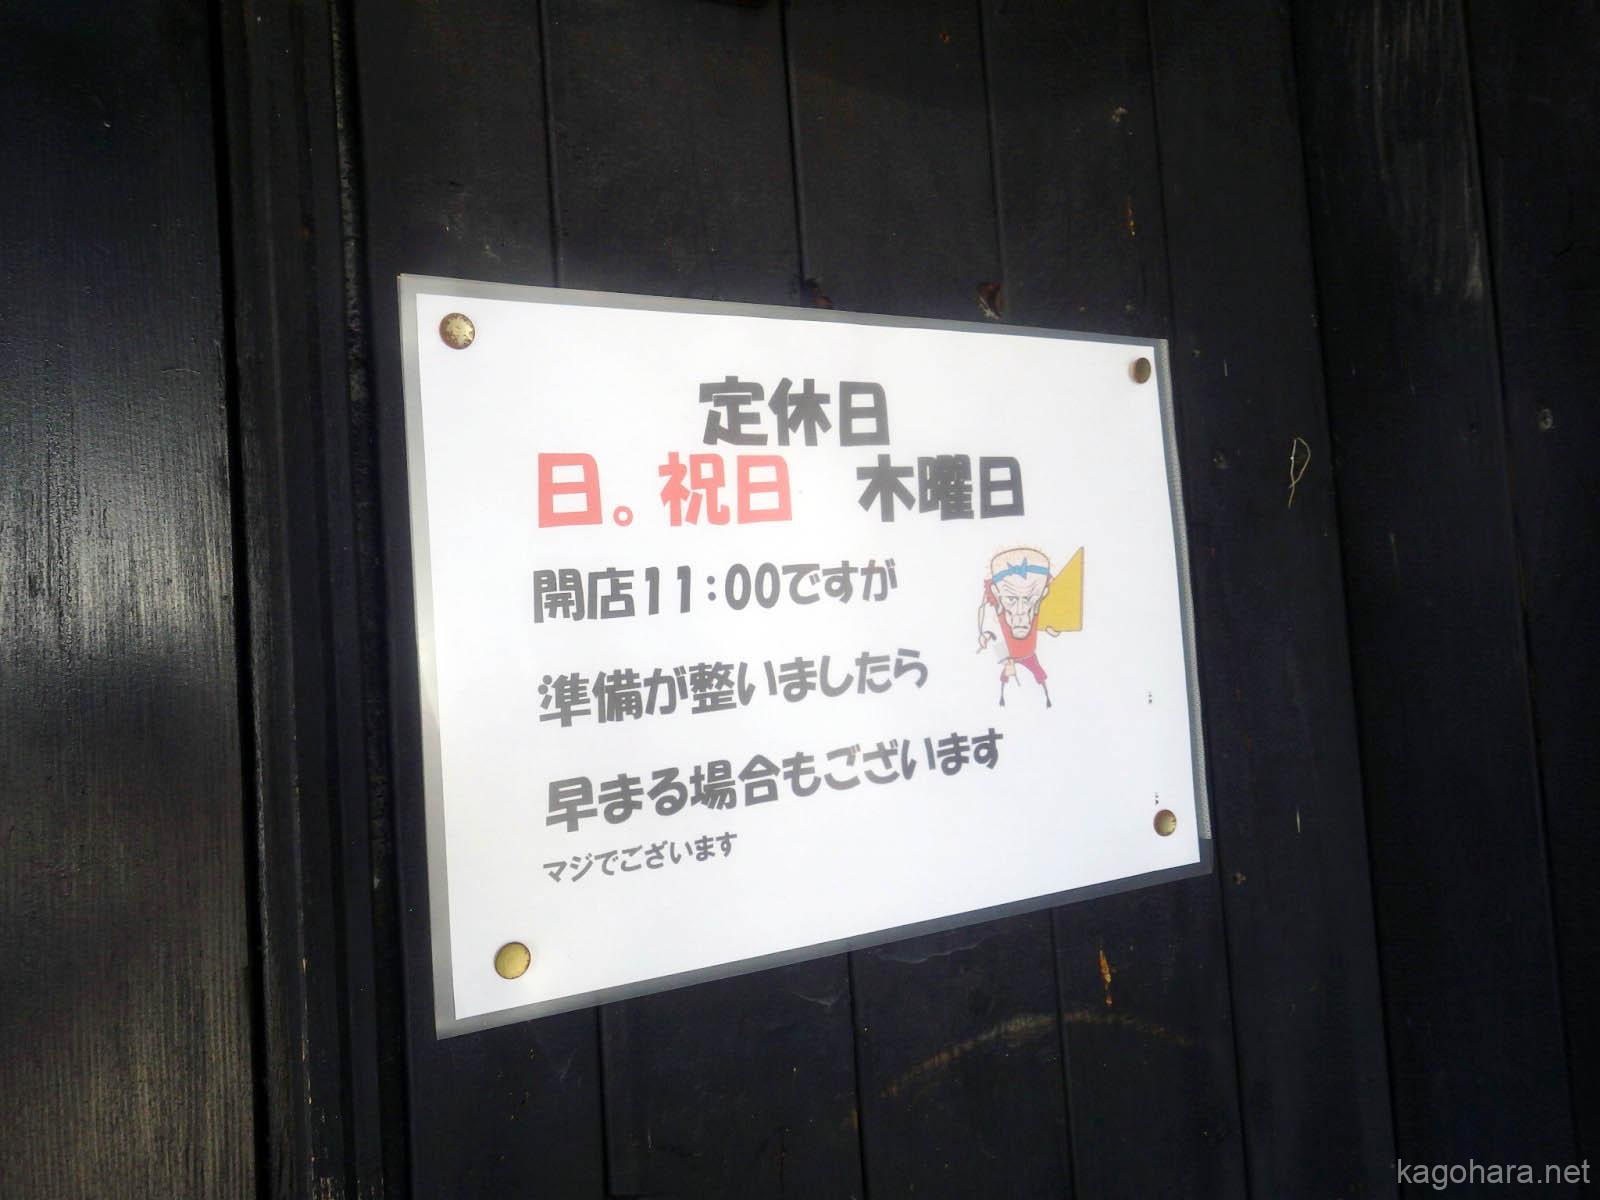 定休日
日。祝日　木曜日
開店11:00ですが
準備が整いましたら
早まる場合もございます
マジでございます
kagohara.net